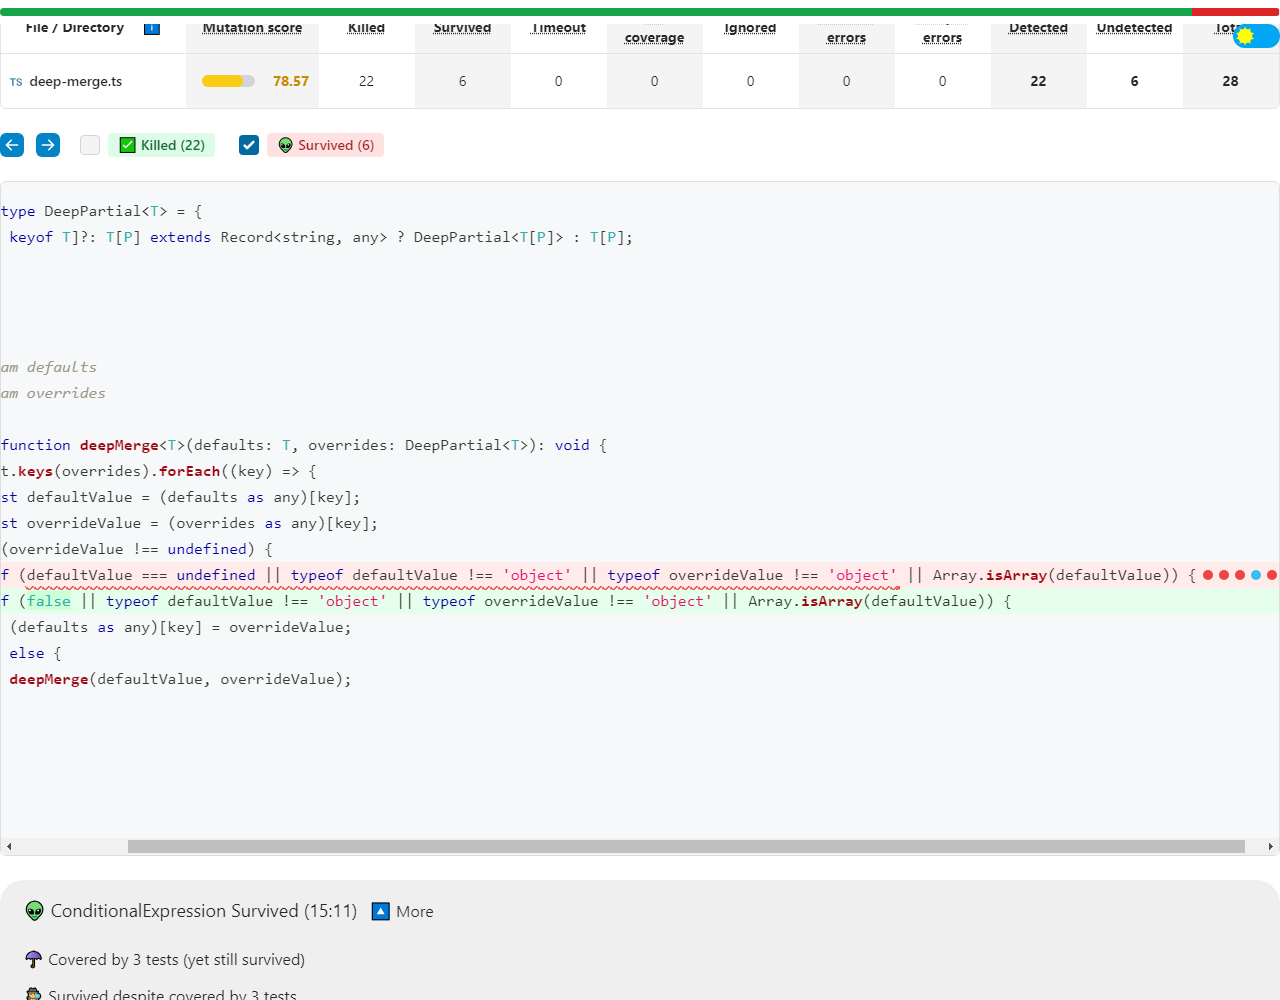 File / Directory Mutation score Killed Survived Timeout coverage Ignored errors errors Detected Undetected Tot
TS deep-merge.ts 78.57 22 6 0 0 0 0 0 22 6 28
Killed (22) Survived (6)
type DeepPartial<T> = {
keyof T]?: T[P] extends Record<string, any> ? DeepPartial<T[P]> : T[P];
am defaults
am overrides
function deepMerge<T>(defaults: T, overrides: DeepPartial<T>): void {
t.keys(overrides).forEach((key) => {
st defaultValue = (defaults as any)[key];
st overrideValue = (overrides as any)[key];
(overrideValue !== undefined) {
f (defaultValue === undefined || typeof defaultValue !== 'object' || typeof overrideValue !== 'object' || Array.isArray(defaultValue)) {
f (false || typeof defaultValue !== 'object' || typeof overrideValue !== 'object' || Array.isArray(defaultValue)) {
(defaults as any)[key] = overrideValue;
else {
deepMerge(defaultValue, overrideValue);
ConditionalExpression Survived (15:11) More
Covered by 3 tests (yet still survived)
Survived despite covered by 3 tests